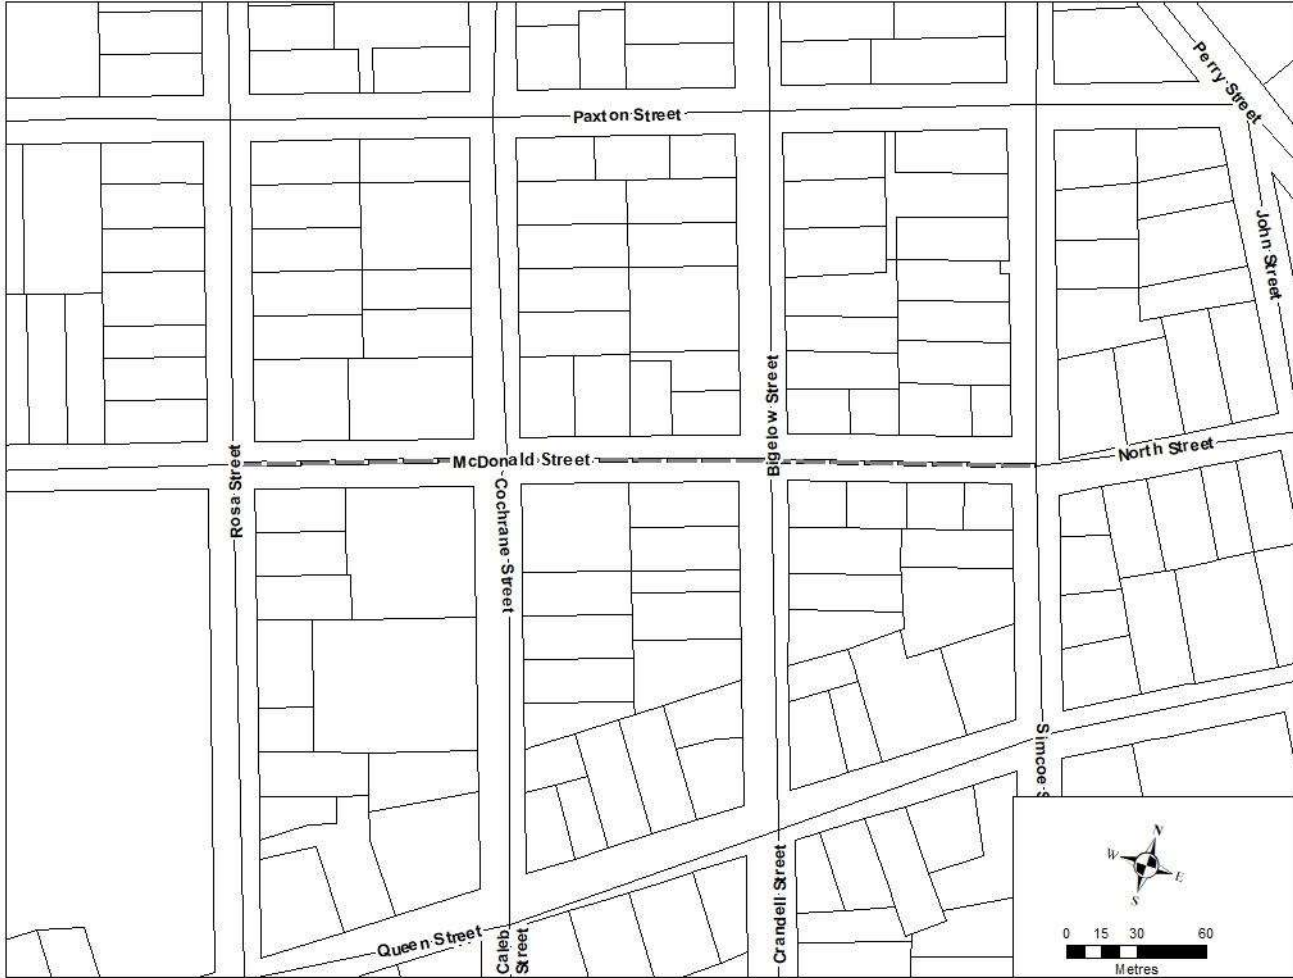 Perry Street
Paxton Street
John Street
Bigelow Street
McDonald Street
North Street
Rosa Street
Cochrane Street
Simcoe S
N
W
E
S
Crandell Street
Queen Street
Caleb
Street
0 15 30 60
Metres